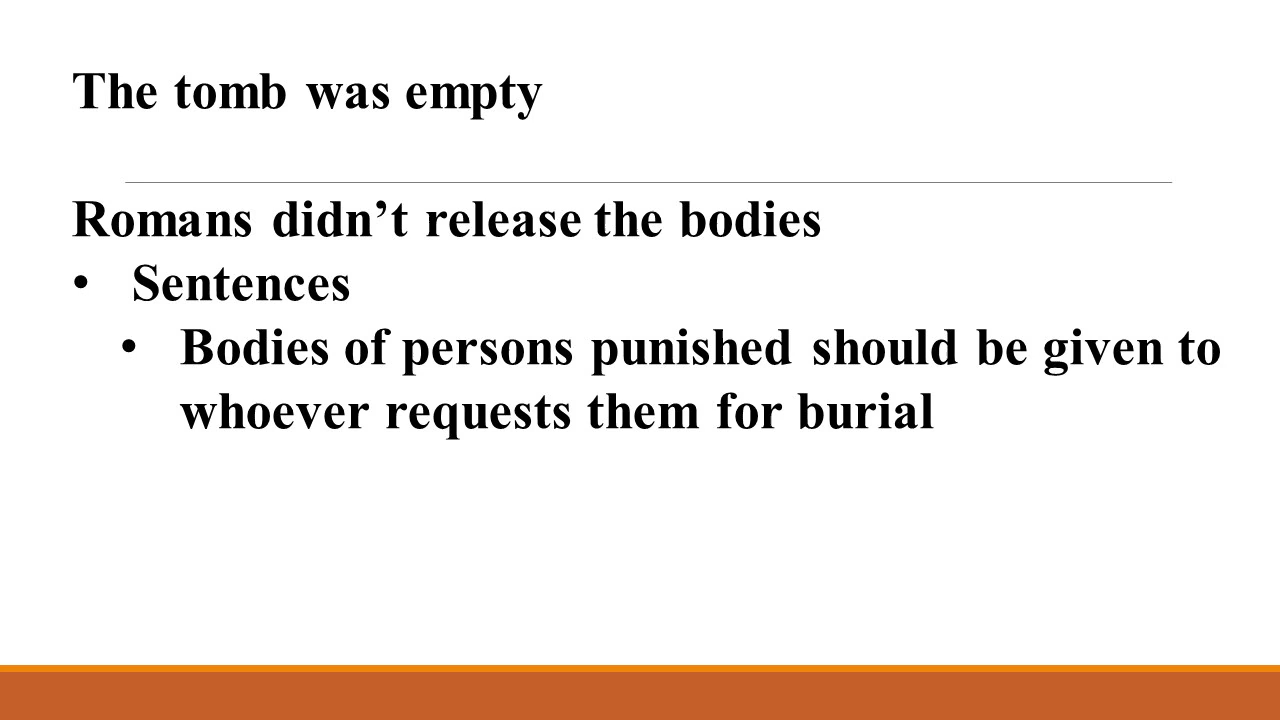 The tomb was empty
Romans didn’t release the bodies
• Sentences
• Bodies of persons punished should be given to
whoever requests them for burial